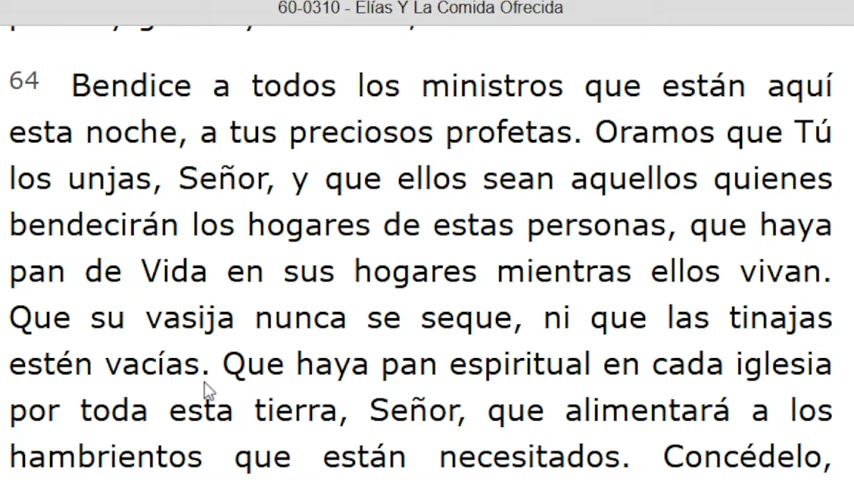 60-0310 - Elías Y La Comida Ofrecida
64 Bendice a todos los ministros que están aquí
esta noche, a tus preciosos profetas. Oramos que Tú
los unjas, Señor, y que ellos sean aquellos quienes
bendecirán los hogares de estas personas, que haya
pan de Vida en sus hogares mientras ellos vivan.
Que su vasija nunca se seque, ni que las tinajas
estén vacías. Que haya pan espiritual en cada iglesia
por toda esta tierra, Señor, que alimentará a los
hambrientos que están necesitados. Concédelo,